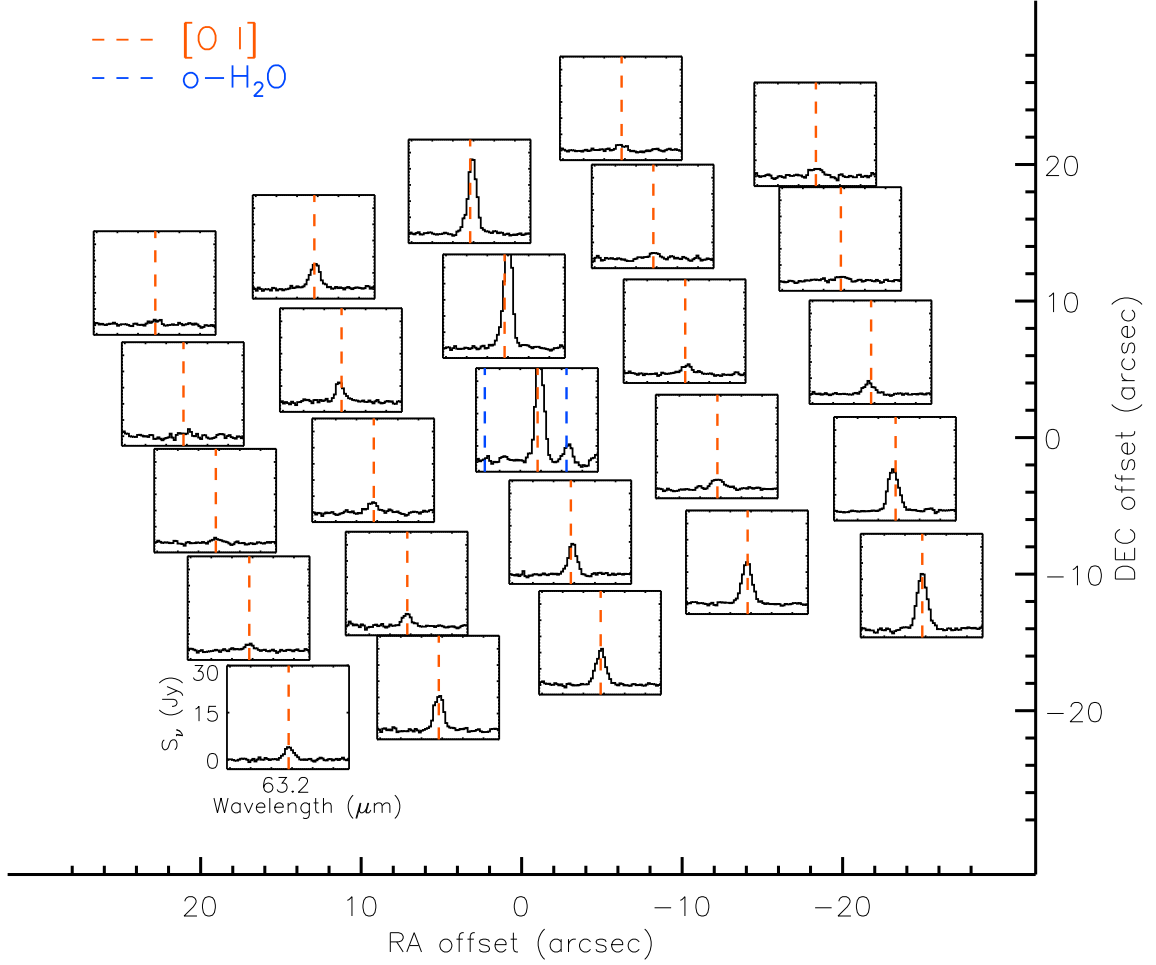 [O I]
o−H₂O
20
10
0
−10
−20
DEC offset (arcsec)
30
15
0
Sν (Jy)
63.2
Wavelength (μm)
20
10
0
−10
−20
RA offset (arcsec)